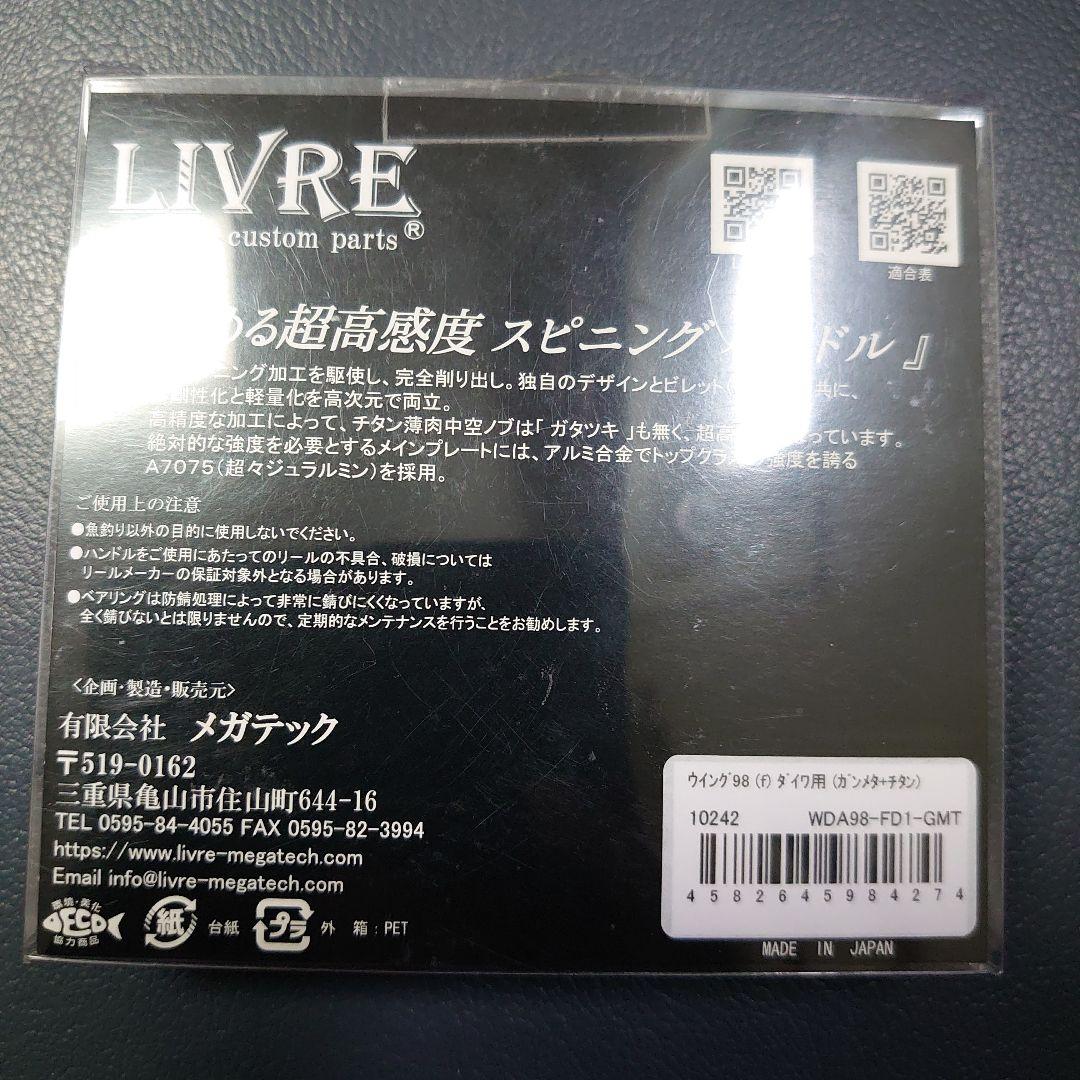 LIVRE
custom parts®
適合表
める超高感度 スピニング ドル 』
ニング加工を駆使し、完全削り出し。独自のデザインとビレット 共に、
剛性化と軽量化を高次元で両立。
高精度な加工によって、チタン薄肉中空ノブは「 ガタツキ 」も無く、超高 っています。
絶対的な強度を必要とするメインプレートには、アルミ合金でトップクラ 強度を誇る
A7075(超々ジュラルミン)を採用。
ご使用上の注意
●魚釣り以外の目的に使用しないでください。
●ハンドルをご使用にあたってのリールの不具合、破損については
リールメーカーの保証対象外となる場合があります。
●ベアリングは防錆処理によって非常に錆びにくくなっていますが、
全く錆びないとは限りませんので、定期的なメンテナンスを行うことをお勧めします。
〈企画・製造・販売元〉
有限会社 メガテック
〒519-0162
三重県亀山市住山町644-16
TEL 0595-84-4055 FAX 0595-82-3994
https://www.livre-megatech.com
Email info@livre-megatech.com
環境・美化
ECO
協力商品
紙 台紙 プラ 外 箱:PET
ｳｲﾝｸﾞ98 (f) ﾀﾞｲﾜ用 (ｶﾞﾝﾒﾀ+ﾁﾀﾝ)
10242 WDA98-FD1-GMT
4582645984274
MADE IN JAPAN